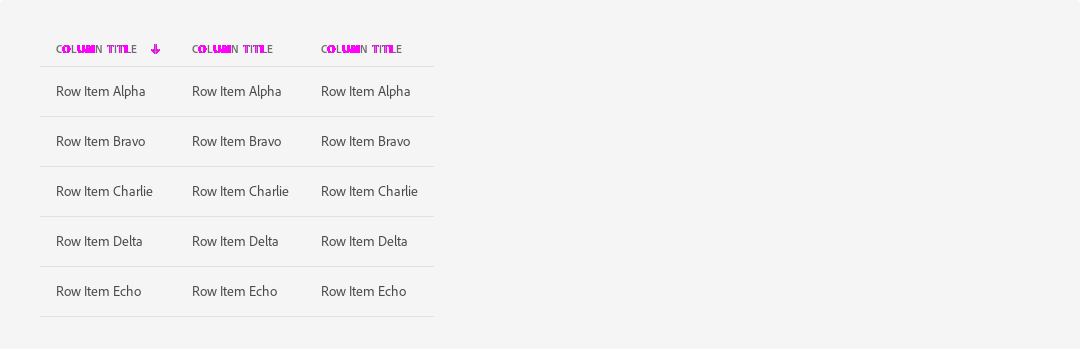 COLUMN TITLE COLUMN TITLE COLUMN TITLE
Row Item Alpha Row Item Alpha Row Item Alpha
Row Item Bravo Row Item Bravo Row Item Bravo
Row Item Charlie Row Item Charlie Row Item Charlie
Row Item Delta Row Item Delta Row Item Delta
Row Item Echo Row Item Echo Row Item Echo